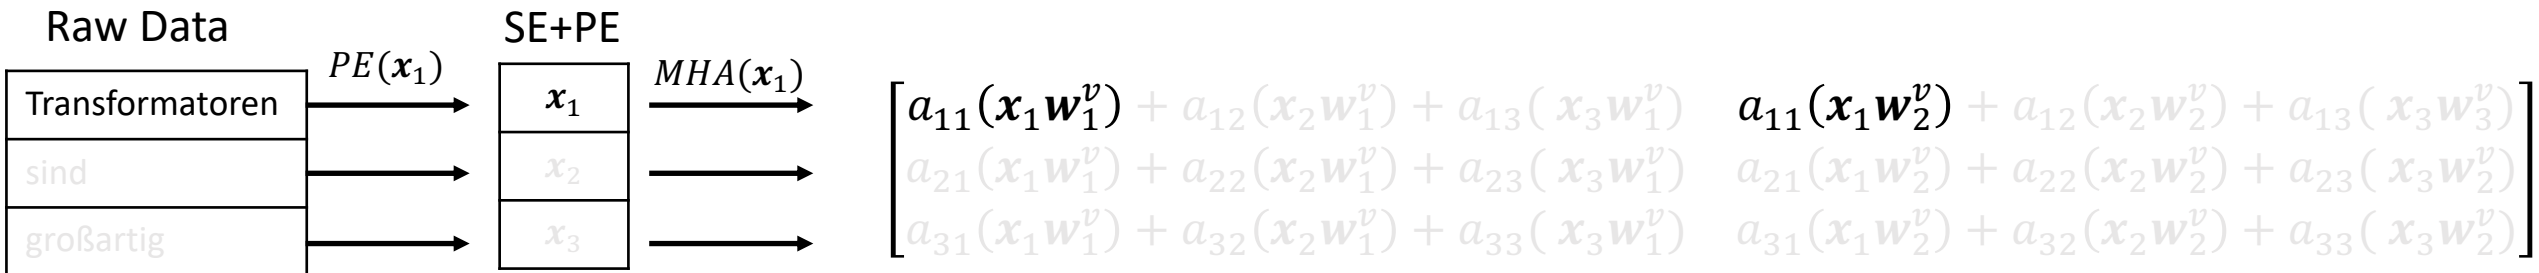 Raw Data
SE+PE
PE(x₁)
MHA(x₁)
Transformatoren
x₁
a₁₁(x₁w₁ᵛ) + a₁₂(x₂w₁ᵛ) + a₁₃( x₃w₁ᵛ) a₁₁(x₁w₂ᵛ) + a₁₂(x₂w₂ᵛ) + a₁₃( x₃w₃ᵛ)
sind
x₂
a₂₁(x₁w₁ᵛ) + a₂₂(x₂w₁ᵛ) + a₂₃( x₃w₁ᵛ) a₂₁(x₁w₂ᵛ) + a₂₂(x₂w₂ᵛ) + a₂₃( x₃w₂ᵛ)
großartig
x₃
a₃₁(x₁w₁ᵛ) + a₃₂(x₂w₁ᵛ) + a₃₃( x₃w₁ᵛ) a₃₁(x₁w₂ᵛ) + a₃₂(x₂w₂ᵛ) + a₃₃( x₃w₂ᵛ)